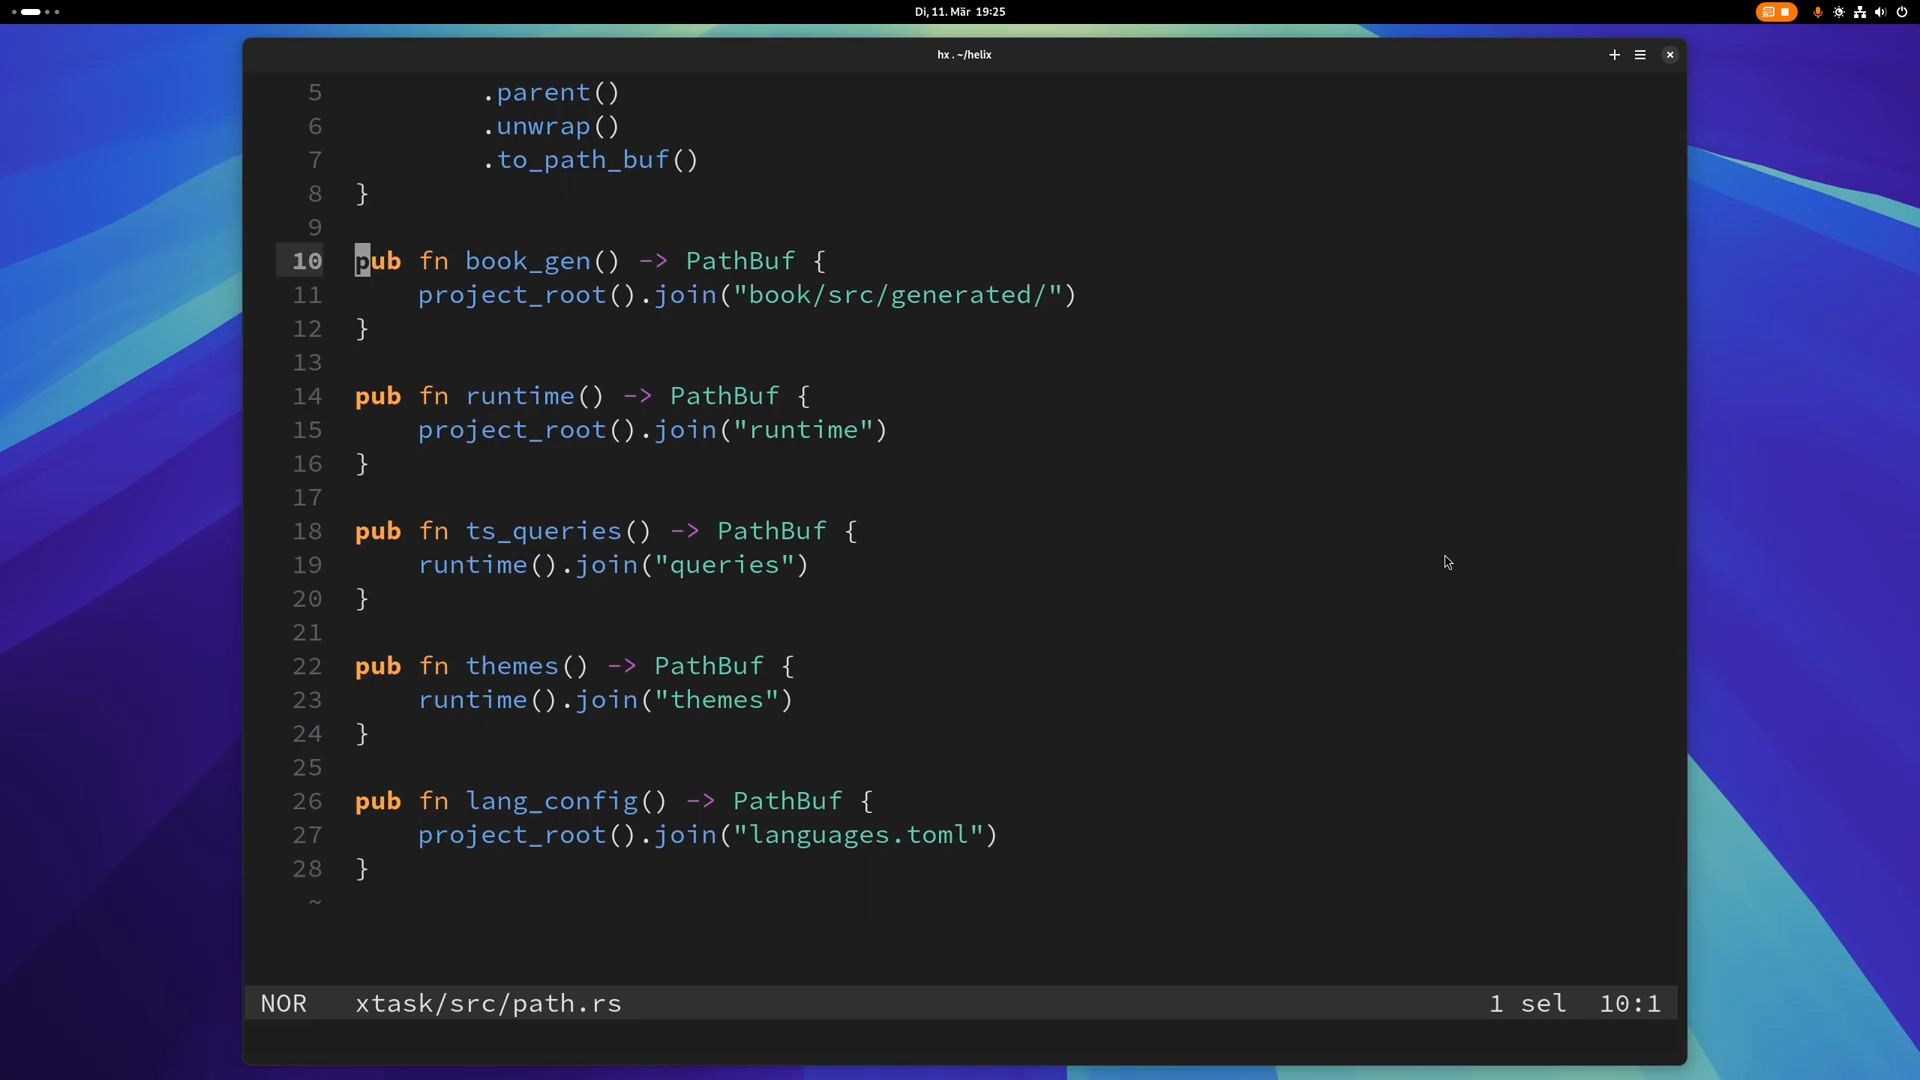 Di, 11. Mär 19:25
hx . ~/helix
5 .parent()
6 .unwrap()
7 .to_path_buf()
8 }
9
10 pub fn book_gen() -> PathBuf {
11 project_root().join("book/src/generated/")
12 }
13
14 pub fn runtime() -> PathBuf {
15 project_root().join("runtime")
16 }
17
18 pub fn ts_queries() -> PathBuf {
19 runtime().join("queries")
20 }
21
22 pub fn themes() -> PathBuf {
23 runtime().join("themes")
24 }
25
26 pub fn lang_config() -> PathBuf {
27 project_root().join("languages.toml")
28 }
~
NOR xtask/src/path.rs 1 sel 10:1